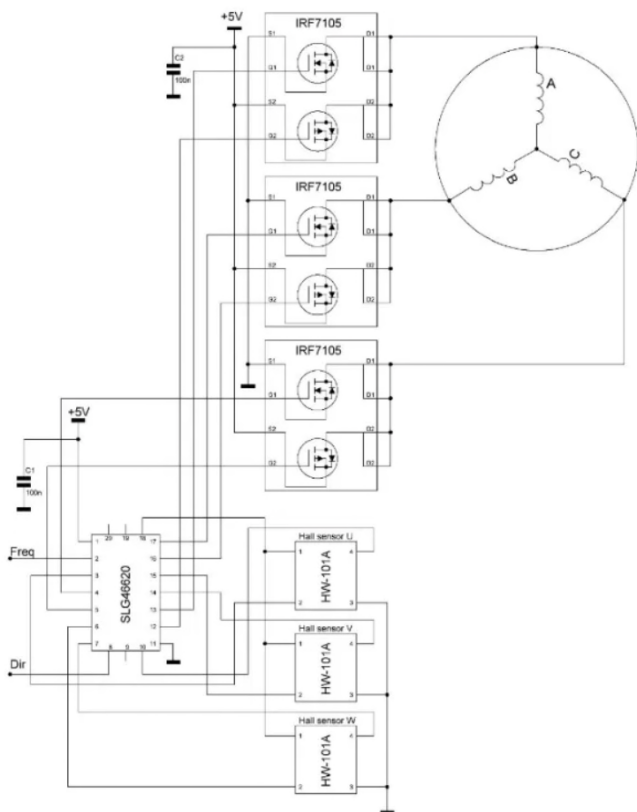 +5V
C2
100n
IRF7105
S1
D1
G1
D1
S2
D2
G2
D2
A
B
C
IRF7105
S1
D1
G1
D1
S2
D2
G2
D2
IRF7105
S1
D1
G1
D1
S2
D2
G2
D2
+5V
C1
100n
Freq
Dir
SLG46620
20 19 18
1 17
2 16
3 15
4 14
5 13
6 12
7 11
8 9 10
Hall sensor U
1 4
HW-101A
2 3
Hall sensor V
1 4
HW-101A
2 3
Hall sensor W
1 4
HW-101A
2 3